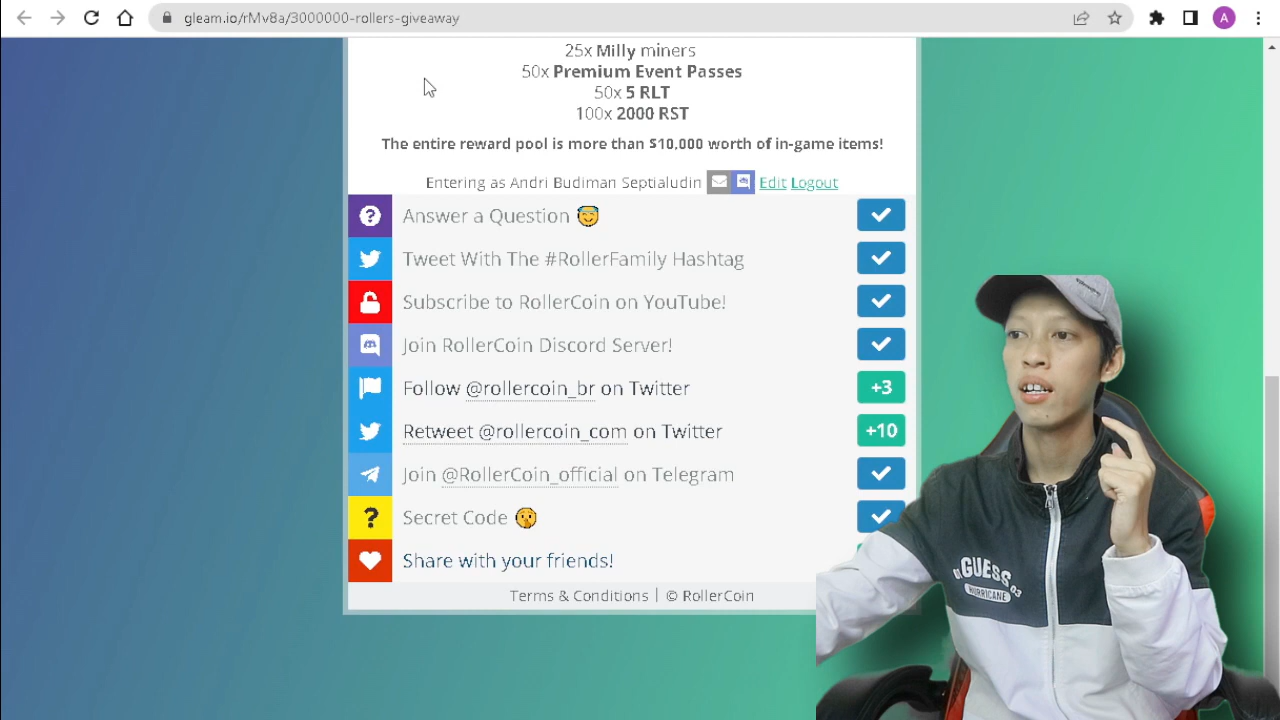 gleam.io/rMv8a/3000000-rollers-giveaway
A
25x Milly miners
50x Premium Event Passes
50x 5 RLT
100x 2000 RST
The entire reward pool is more than $10,000 worth of in-game items!
Entering as Andri Budiman Septialudin Edit Logout
Answer a Question
Tweet With The #RollerFamily Hashtag
Subscribe to RollerCoin on YouTube!
Join RollerCoin Discord Server!
Follow @rollercoin_br on Twitter +3
Retweet @rollercoin_com on Twitter +10
Join @RollerCoin_official on Telegram
? Secret Code
Share with your friends!
Terms & Conditions | © RollerCoin
GUESS
HURRICANE